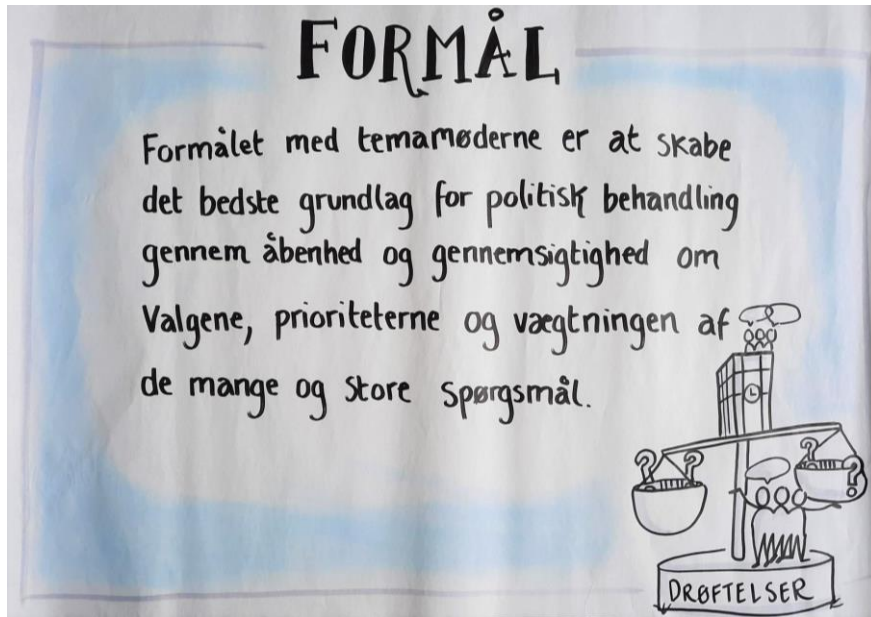 FORMÅL
Formålet med temamøderne er at skabe
det bedste grundlag for politisk behandling
gennem åbenhed og gennemsigtighed om
Valgene, prioriteterne og vægtningen af
de mange og store spørgsmål.
? ? ?
DRØFTELSER